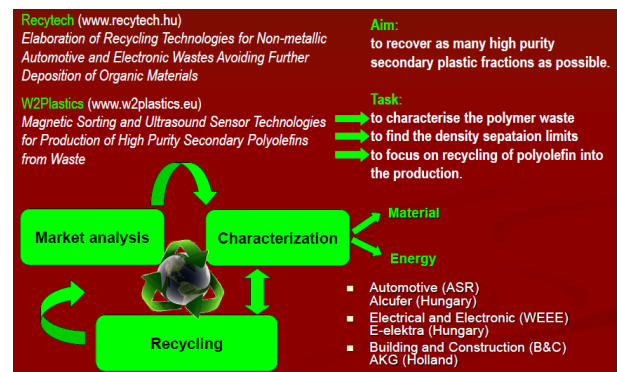 Recytech (www.recytech.hu)
Elaboration of Recycling Technologies for Non-metallic
Automotive and Electronic Wastes Avoiding Further
Deposition of Organic Materials
W2Plastics (www.w2plastics.eu)
Magnetic Sorting and Ultrasound Sensor Technologies
for Production of High Purity Secondary Polyolefins
from Waste
Aim:
to recover as many high purity
secondary plastic fractions as possible.
Task:
to characterise the polymer waste
to find the density sepataion limits
to focus on recycling of polyolefin into
the production.
Market analysis
Characterization
Recycling
Material
Energy
Automotive (ASR)
Alcufer (Hungary)
Electrical and Electronic (WEEE)
E-elektra (Hungary)
Building and Construction (B&C)
AKG (Holland)